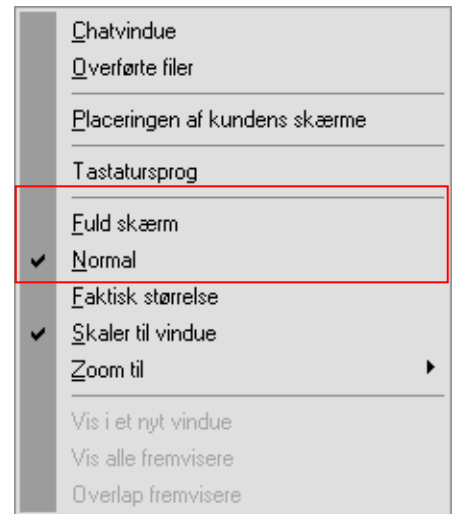 Chatvindue
Overførte filer
Placeringen af kundens skærme
Tastatursprog
Fuld skærm
Normal
Faktisk størrelse
Skaler til vindue
Zoom til
Vis i et nyt vindue
Vis alle fremvisere
Overlap fremvisere